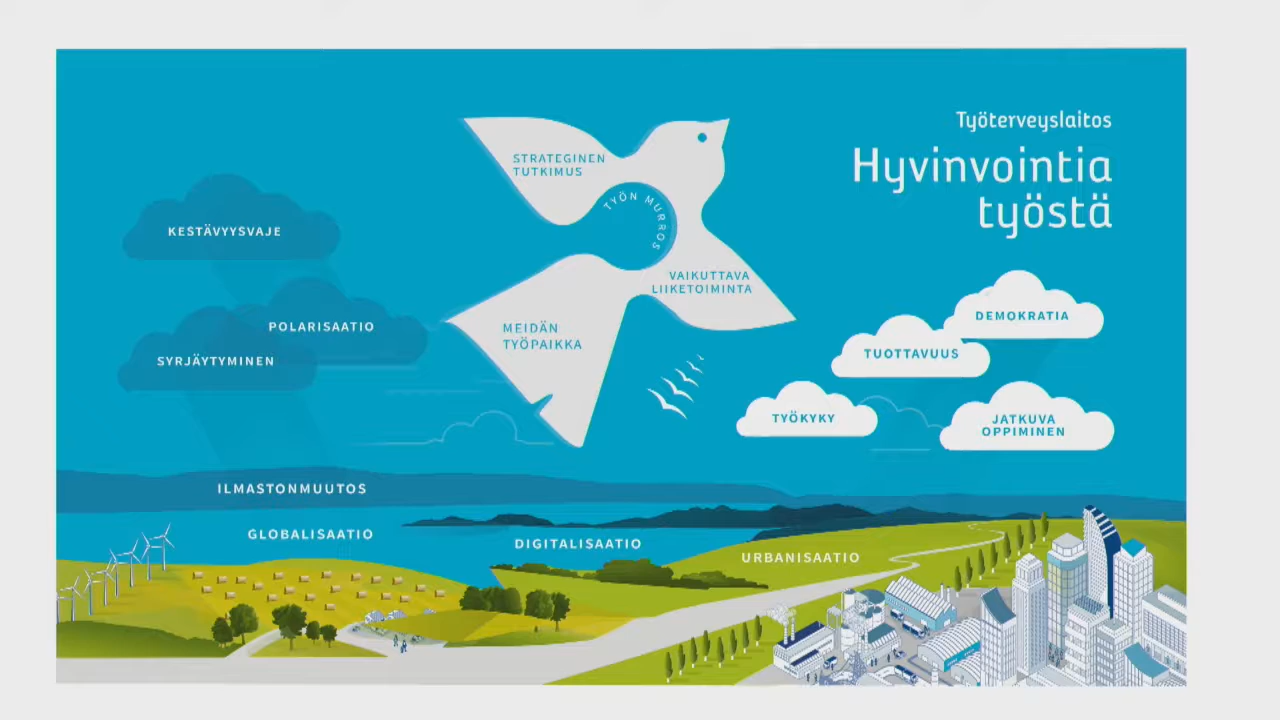 Työterveyslaitos
Hyvinvointia
työstä
STRATEGINEN
TUTKIMUS
TYÖN MURROS
VAIKUTTAVA
LIIKETOIMINTA
MEIDÄN
TYÖPAIKKA
KESTÄVYYSVAJE
POLARISAATIO
SYRJÄYTYMINEN
DEMOKRATIA
TUOTTAVUUS
TYÖKYKY
JATKUVA
OPPIMINEN
ILMASTONMUUTOS
GLOBALISAATIO
DIGITALISAATIO
URBANISAATIO